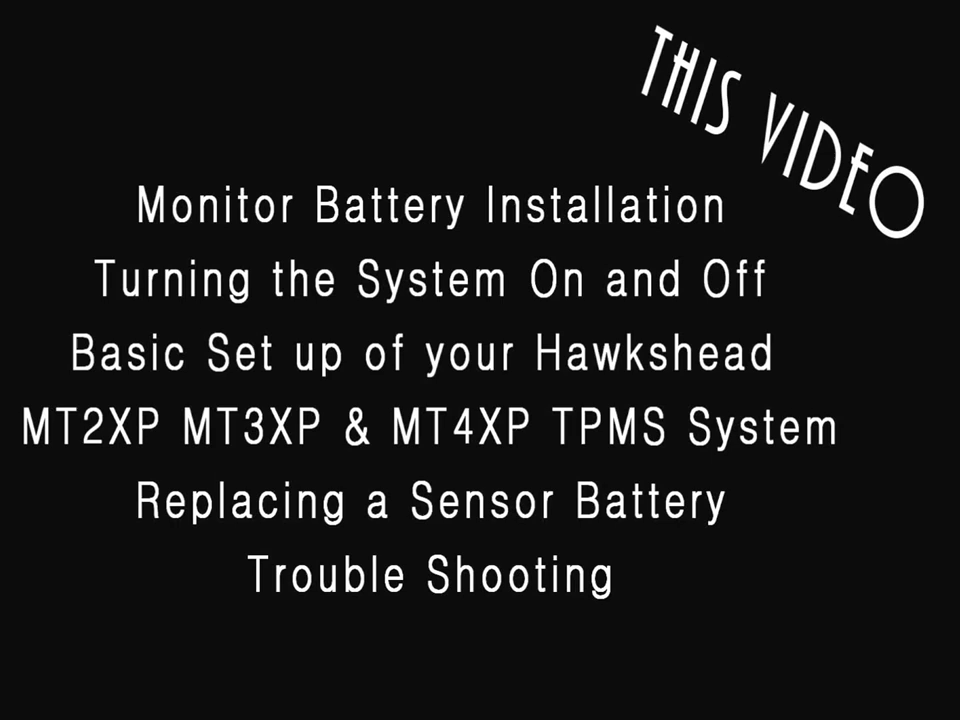 THIS VIDEO
Monitor Battery Installation
Turning the System On and Off
Basic Set up of your Hawkshead
MT2XP MT3XP & MT4XP TPMS System
Replacing a Sensor Battery
Trouble Shooting